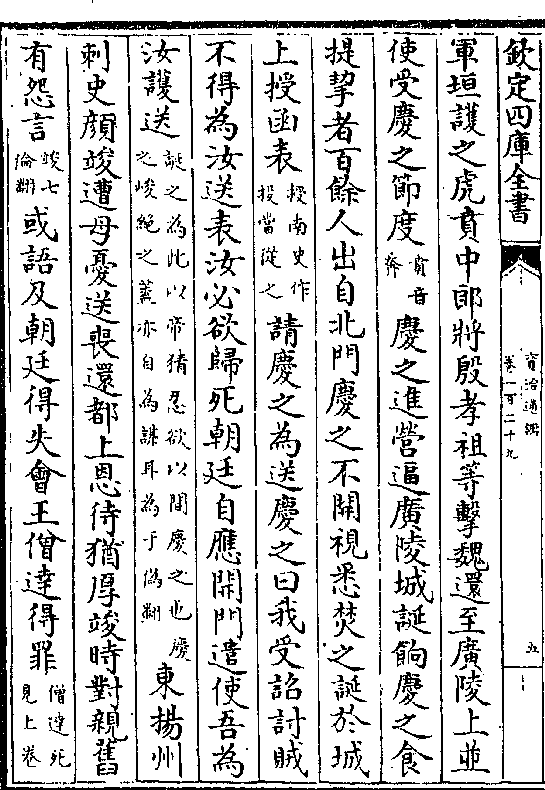 欽定四庫全書
資治通鑑
卷一百二十九
五
軍垣護之虎賁中郎將殷孝祖等擊魏還至廣陵上並
使受慶之節度賁音奔慶之進營逼廣陵城誕餉慶之食
提挈者百餘人出自北門慶之不開視悉焚之誕於城
上授函表授南史作投當從之請慶之為送慶之曰我受詔討賊
不得為汝送表汝必欲歸死朝廷自應開門遣使吾為
汝護送誕之為此以帝猜忍欲以間慶之也慶之峻絶之蓋亦自為謀耳為于偽翻東揚州
刺史顔竣遭母憂送喪還都上恩待猶厚竣時對親舊
有怨言竣七倫翻或語及朝廷得失會王僧達得罪僧達死見上卷